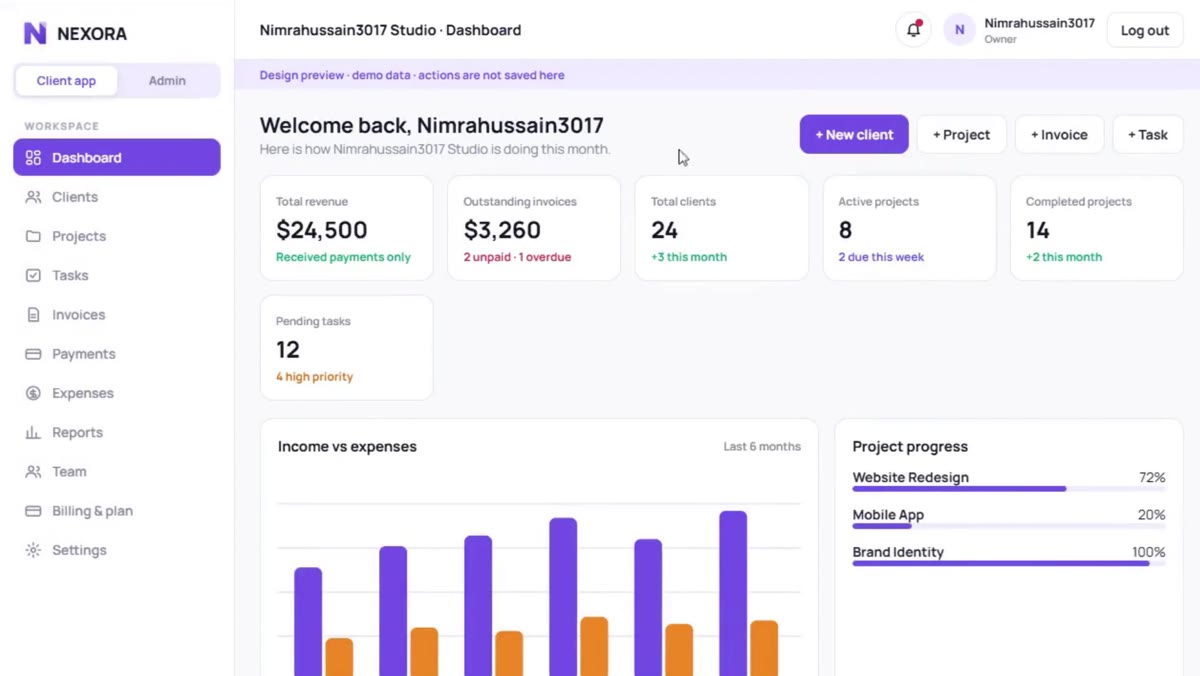 NEXORA
Client app
Admin
WORKSPACE
Dashboard
Clients
Projects
Tasks
Invoices
Payments
Expenses
Reports
Team
Billing & plan
Settings
Nimrahussain3017 Studio · Dashboard
N
Nimrahussain3017
Owner
Log out
Design preview · demo data · actions are not saved here
Welcome back, Nimrahussain3017
Here is how Nimrahussain3017 Studio is doing this month.
+ New client
+ Project
+ Invoice
+ Task
Total revenue
$24,500
Received payments only
Outstanding invoices
$3,260
2 unpaid · 1 overdue
Total clients
24
+3 this month
Active projects
8
2 due this week
Completed projects
14
+2 this month
Pending tasks
12
4 high priority
Income vs expenses
Last 6 months
Project progress
Website Redesign 72%
Mobile App 20%
Brand Identity 100%